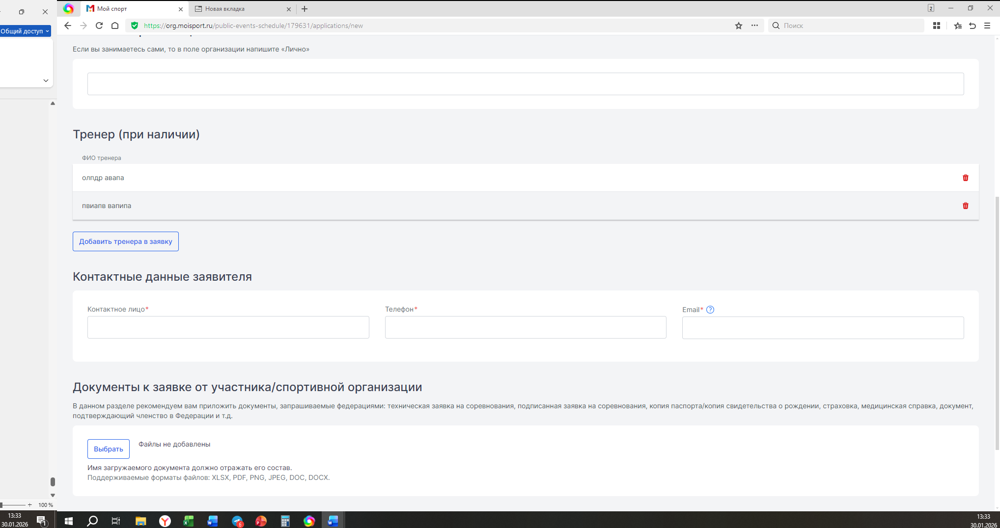 Мой спорт
Новая вкладка
2
Общий доступ
https://org.moisport.ru/public-events-schedule/179631/applications/new
Поиск
Если вы занимаетесь сами, то в поле организации напишите «Лично»
Тренер (при наличии)
ФИО тренера
олпдр авапа
пвиапв вапипа
Добавить тренера в заявку
Контактные данные заявителя
Контактное лицо*
Телефон*
Email* ?
Документы к заявке от участника/спортивной организации
В данном разделе рекомендуем вам приложить документы, запрашиваемые федерациями: техническая заявка на соревнования, подписанная заявка на соревнования, копия паспорта/копия свидетельства о рождении, страховка, медицинская справка, документ,
подтверждающий членство в Федерации и т.д.
Выбрать
Файлы не добавлены
Имя загружаемого документа должно отражать его состав.
Поддерживаемые форматы файлов: XLSX, PDF, PNG, JPEG, DOC, DOCX.
100 %
13:33
30.01.2026
1
6
13:33
30.01.2026